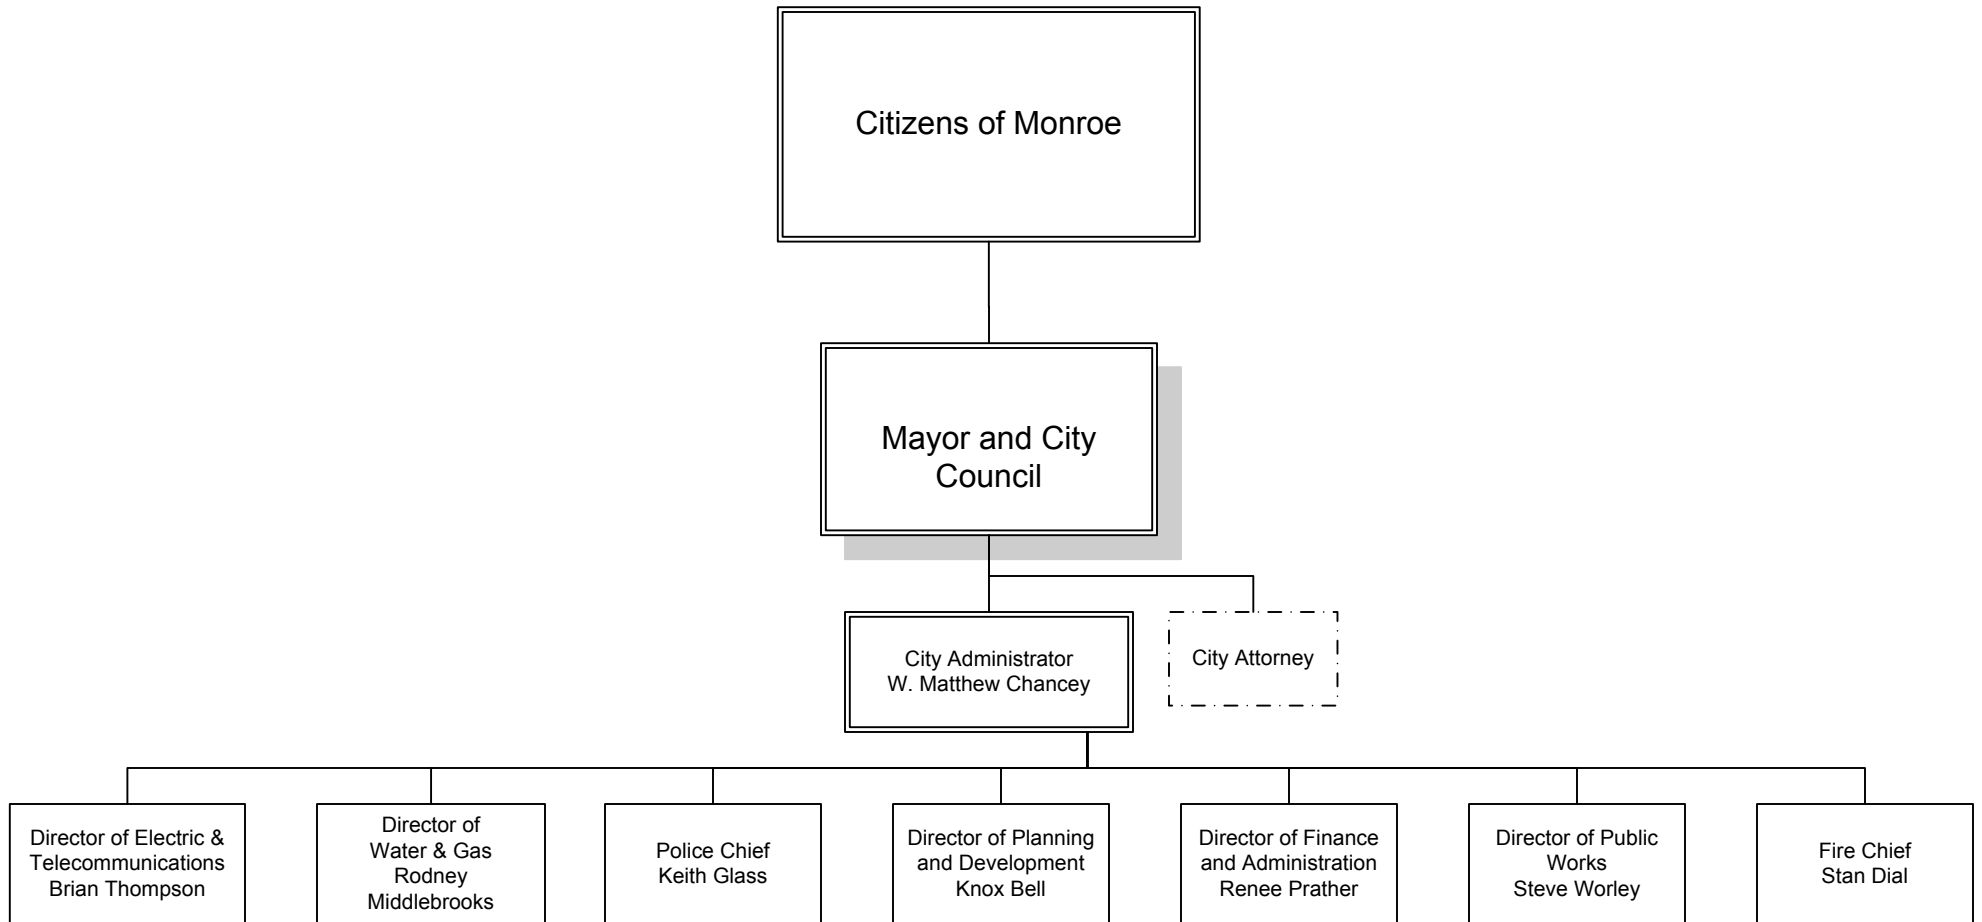 Citizens of Monroe
Mayor and City
Council
City Administrator
W. Matthew Chancey
City Attorney
Director of Electric &
Telecommunications
Brian Thompson
Director of
Water & Gas
Rodney
Middlebrooks
Police Chief
Keith Glass
Director of Planning
and Development
Knox Bell
Director of Finance
and Administration
Renee Prather
Director of Public
Works
Steve Worley
Fire Chief
Stan Dial